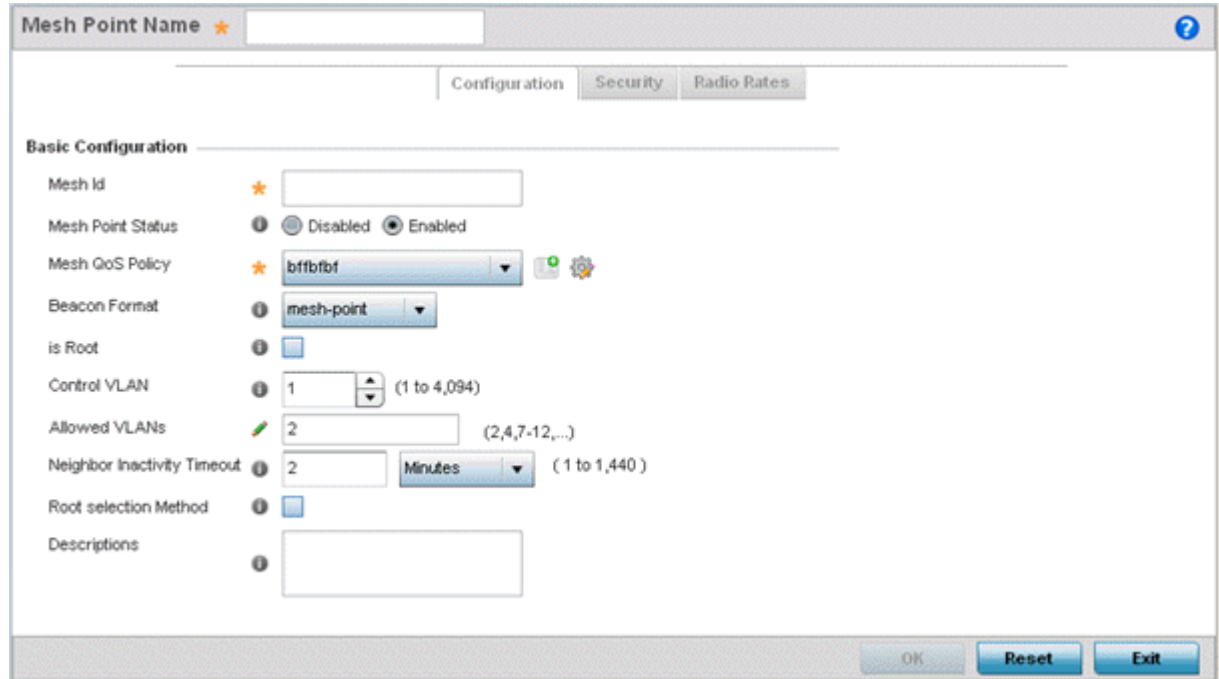 Mesh Point Name *
?
Configuration Security Radio Rates
Basic Configuration
Mesh Id *
Mesh Point Status i Disabled Enabled
Mesh QoS Policy * bffbfbf
Beacon Format i mesh-point
is Root i
Control VLAN i 1 (1 to 4,094)
Allowed VLANs 2 (2,4,7-12,...)
Neighbor Inactivity Timeout i 2 Minutes ( 1 to 1,440 )
Root selection Method i
Descriptions i
OK Reset Exit